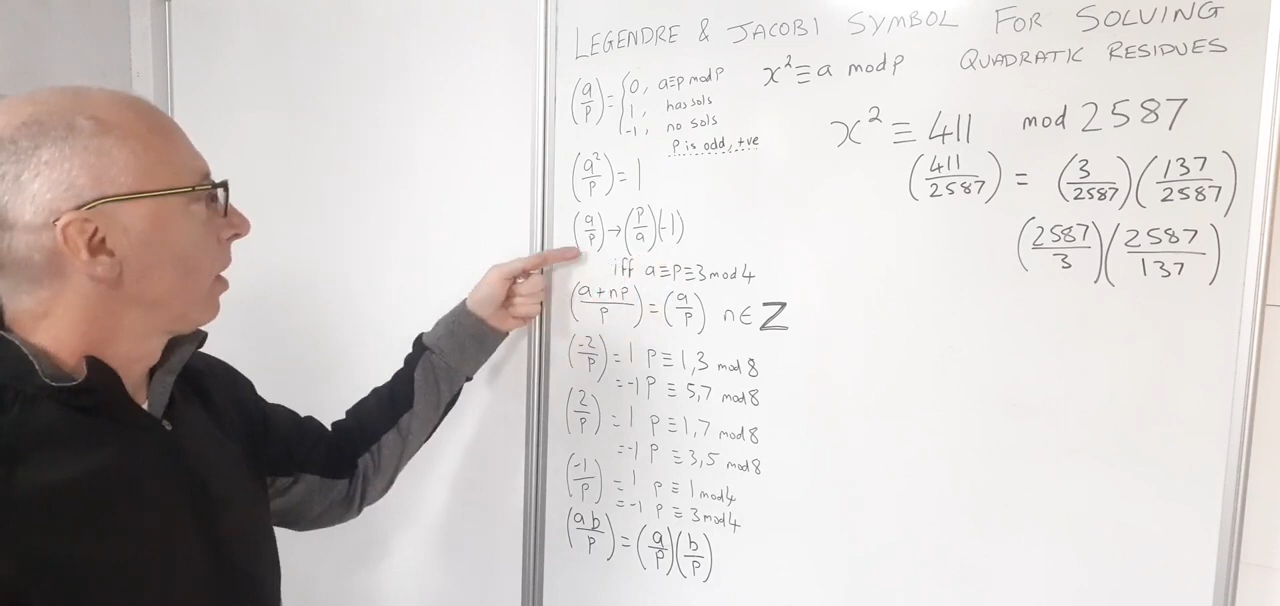 LEGENDRE & JACOBI SYMBOL FOR SOLVING
QUADRATIC RESIDUES
(a/p) = { 0, a≡p mod p
1, has sols
-1, no sols
p is odd, +ve
x² ≡ a mod p
(a²/p) = 1
(a/p) → (p/a)(-1)
iff a≡p≡3 mod 4
(a+np/p) = (a/p) n∈ℤ
(-2/p) = 1 p≡1,3 mod 8
= -1 p≡5,7 mod 8
(2/p) = 1 p≡1,7 mod 8
= -1 p≡3,5 mod 8
(-1/p) = 1 p≡1 mod 4
= -1 p≡3 mod 4
(ab/p) = (a/p)(b/p)
x² ≡ 411 mod 2587
(411/2587) = (3/2587)(137/2587)
(2587/3)(2587/137)